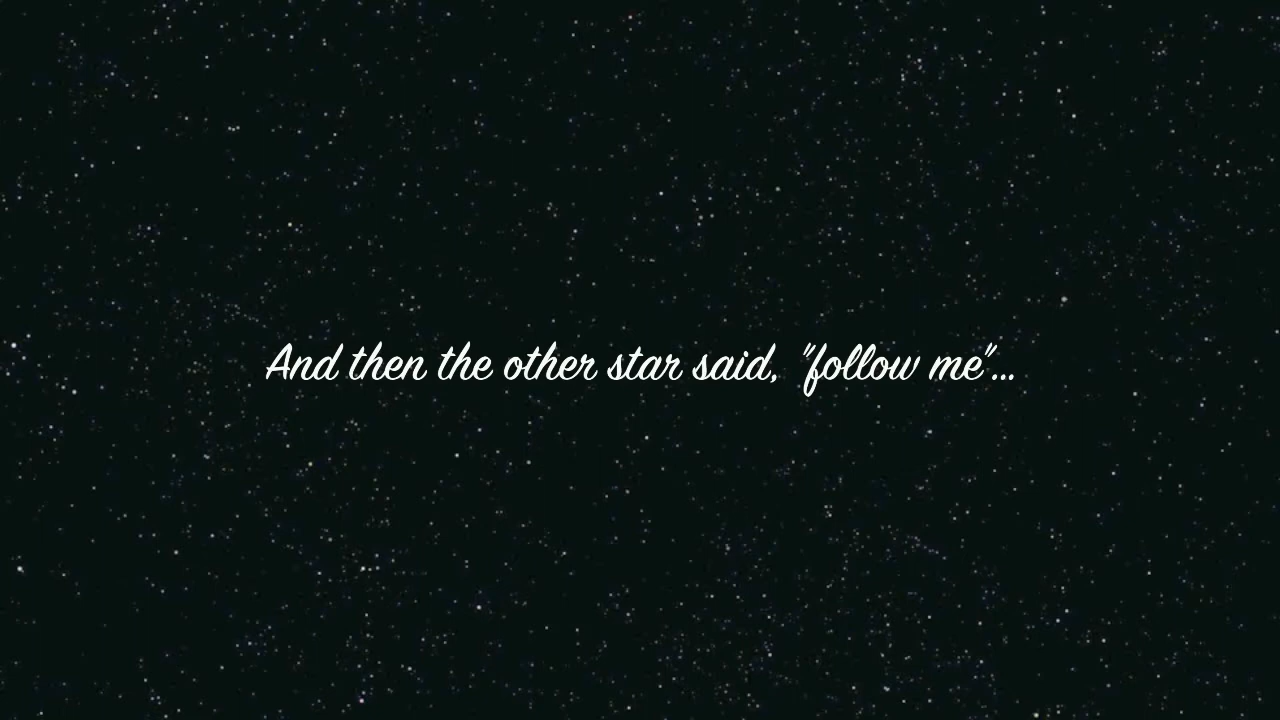 And then the other star said, "follow me"...